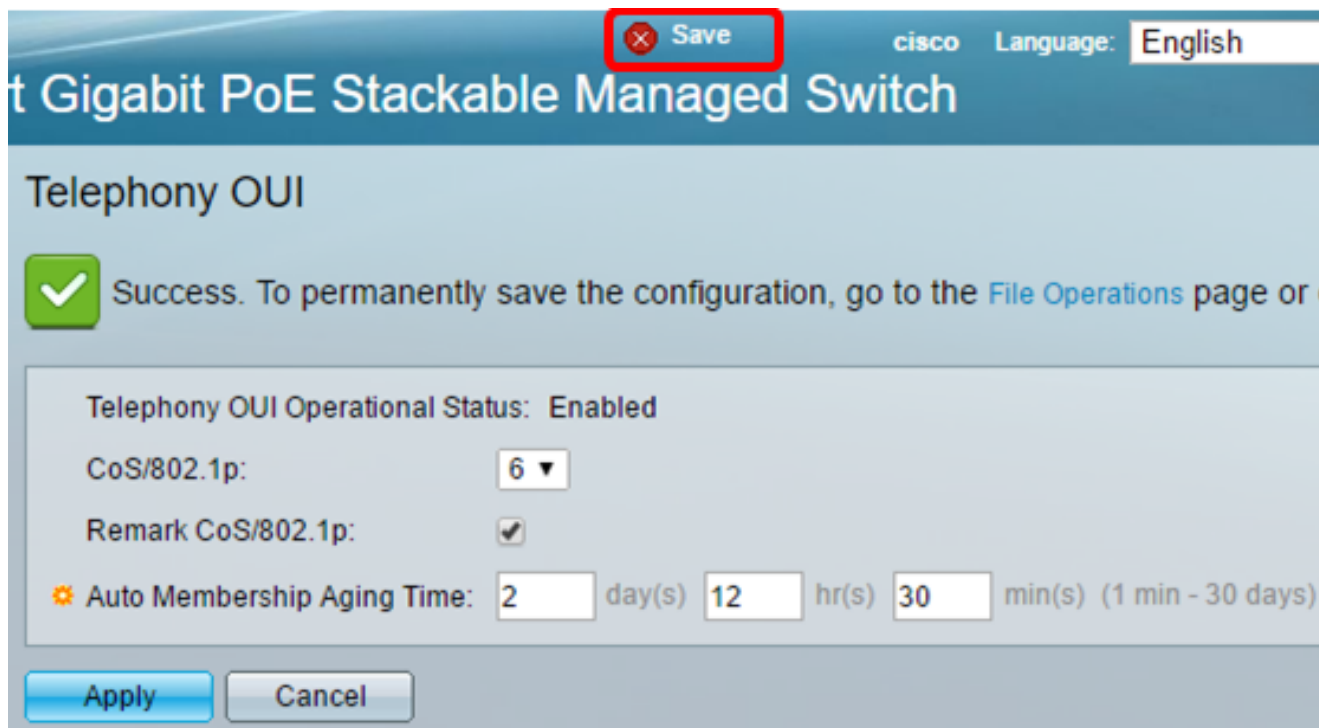 Save cisco Language: English
t Gigabit PoE Stackable Managed Switch
Telephony OUI
Success. To permanently save the configuration, go to the File Operations page or
Telephony OUI Operational Status: Enabled
CoS/802.1p: 6
Remark CoS/802.1p:
Auto Membership Aging Time: 2 day(s) 12 hr(s) 30 min(s) (1 min - 30 days)
Apply Cancel